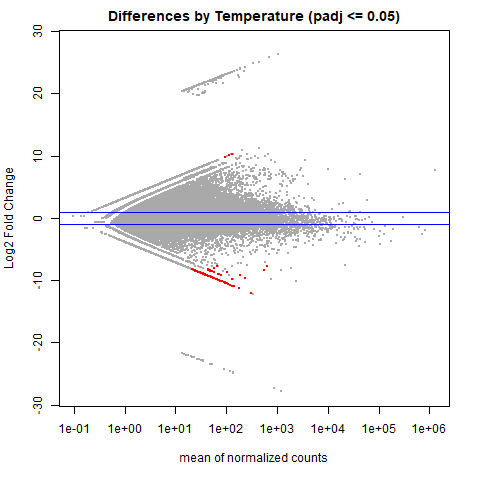 Differences by Temperature (padj <= 0.05)
30
20
10
0
-10
-20
-30
Log2 Fold Change
1e-01 1e+00 1e+01 1e+02 1e+03 1e+04 1e+05 1e+06
mean of normalized counts